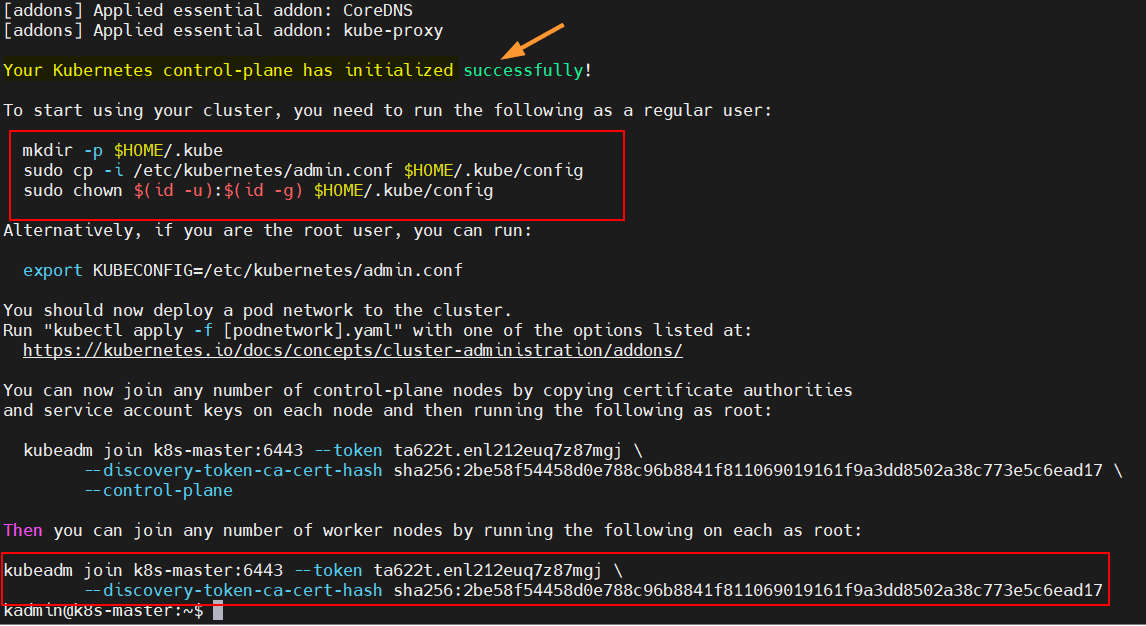 [addons] Applied essential addon: CoreDNS
[addons] Applied essential addon: kube-proxy
Your Kubernetes control-plane has initialized successfully!
To start using your cluster, you need to run the following as a regular user:
mkdir -p $HOME/.kube
sudo cp -i /etc/kubernetes/admin.conf $HOME/.kube/config
sudo chown $(id -u):$(id -g) $HOME/.kube/config
Alternatively, if you are the root user, you can run:
export KUBECONFIG=/etc/kubernetes/admin.conf
You should now deploy a pod network to the cluster.
Run "kubectl apply -f [podnetwork].yaml" with one of the options listed at:
https://kubernetes.io/docs/concepts/cluster-administration/addons/
You can now join any number of control-plane nodes by copying certificate authorities
and service account keys on each node and then running the following as root:
kubeadm join k8s-master:6443 --token ta622t.enl212euq7z87mgj \
--discovery-token-ca-cert-hash sha256:2be58f54458d0e788c96b8841f811069019161f9a3dd8502a38c773e5c6ead17 \
--control-plane
Then you can join any number of worker nodes by running the following on each as root:
kubeadm join k8s-master:6443 --token ta622t.enl212euq7z87mgj \
--discovery-token-ca-cert-hash sha256:2be58f54458d0e788c96b8841f811069019161f9a3dd8502a38c773e5c6ead17
kadmin@k8s-master:~$